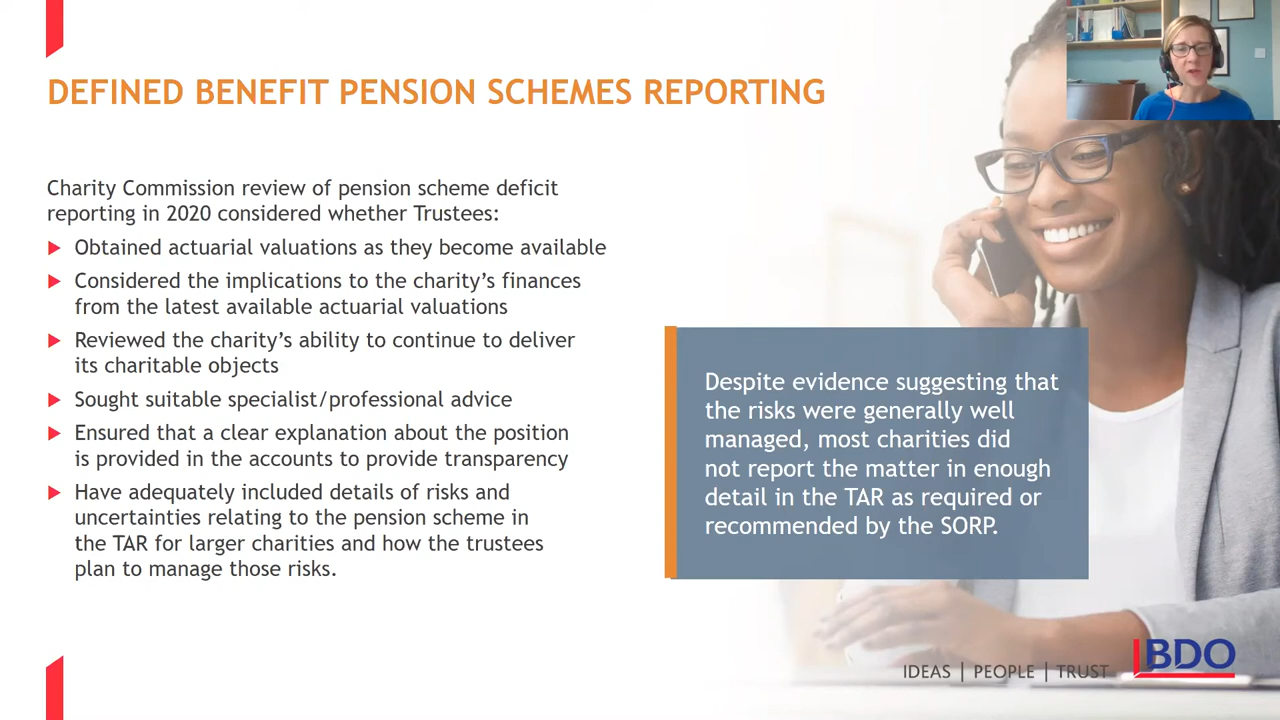 DEFINED BENEFIT PENSION SCHEMES REPORTING
Charity Commission review of pension scheme deficit
reporting in 2020 considered whether Trustees:
Obtained actuarial valuations as they become available
Considered the implications to the charity’s finances
from the latest available actuarial valuations
Reviewed the charity’s ability to continue to deliver
its charitable objects
Sought suitable specialist/professional advice
Ensured that a clear explanation about the position
is provided in the accounts to provide transparency
Have adequately included details of risks and
uncertainties relating to the pension scheme in
the TAR for larger charities and how the trustees
plan to manage those risks.
Despite evidence suggesting that
the risks were generally well
managed, most charities did
not report the matter in enough
detail in the TAR as required or
recommended by the SORP.
IDEAS | PEOPLE | TRUST
BDO